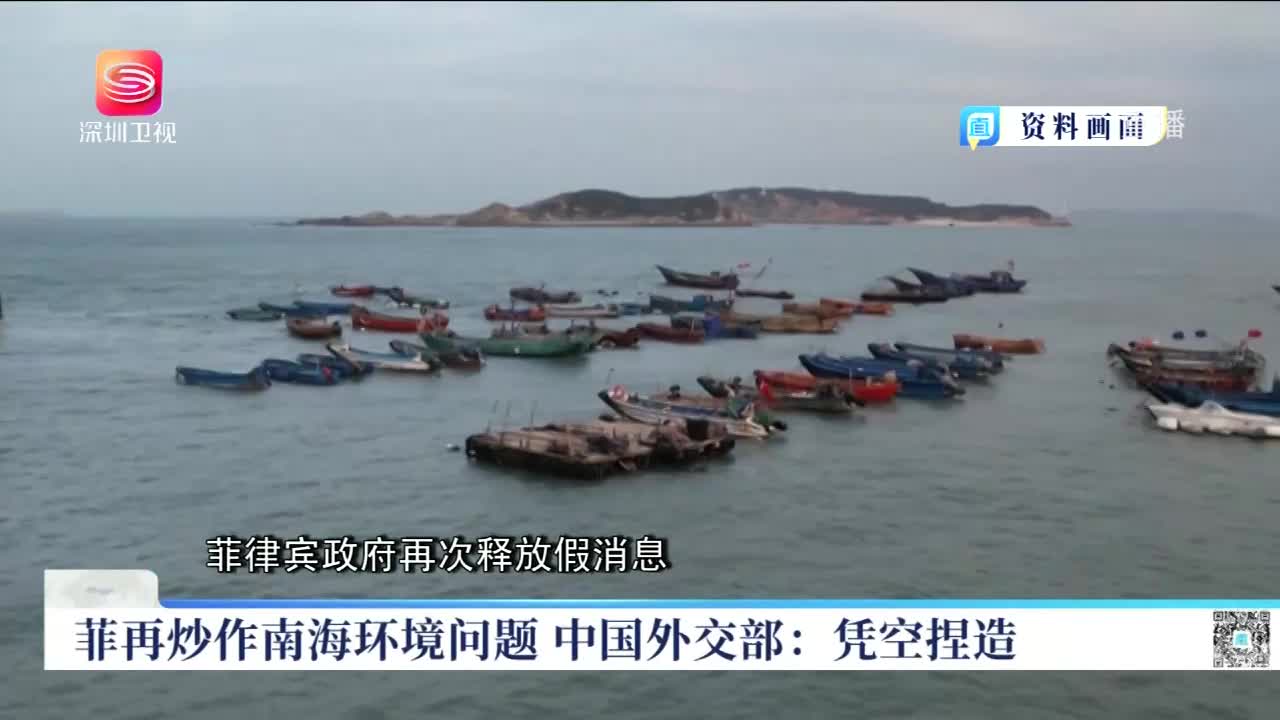 深圳卫视
直 资料画面
播
菲律宾政府再次释放假消息
菲再炒作南海环境问题 中国外交部：凭空捏造